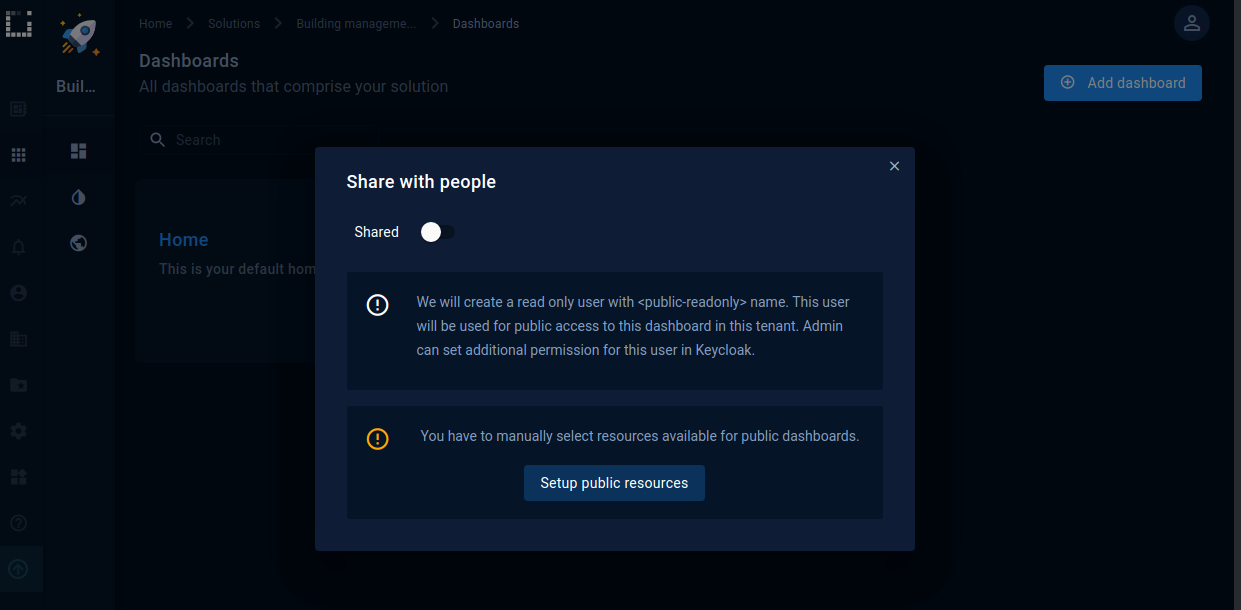 Home
Solutions
Building manageme...
Dashboards
Buil...
Dashboards
All dashboards that comprise your solution
Add dashboard
Search
Share with people
Shared
Home
This is your default hom
We will create a read only user with <public-readonly> name. This user
will be used for public access to this dashboard in this tenant. Admin
can set additional permission for this user in Keycloak.
You have to manually select resources available for public dashboards.
Setup public resources